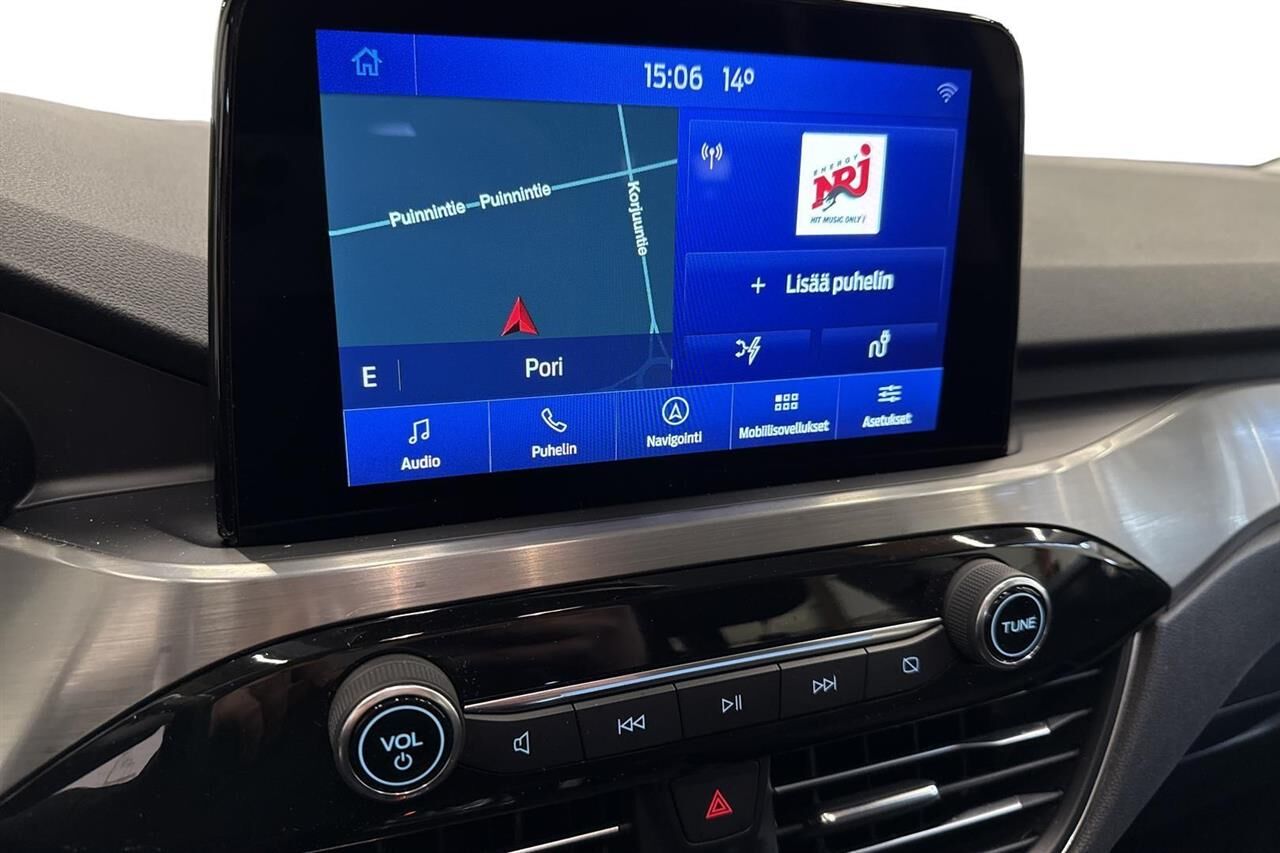 15:06 14º
ENERGY
NRJ
HIT MUSIC ONLY!
Puinnintie Puinnintie
Korjuuntie
+ Lisää puhelin
E Pori
Audio
Puhelin
Navigointi
Mobiilisovellukset
Asetukset
TUNE
VOL